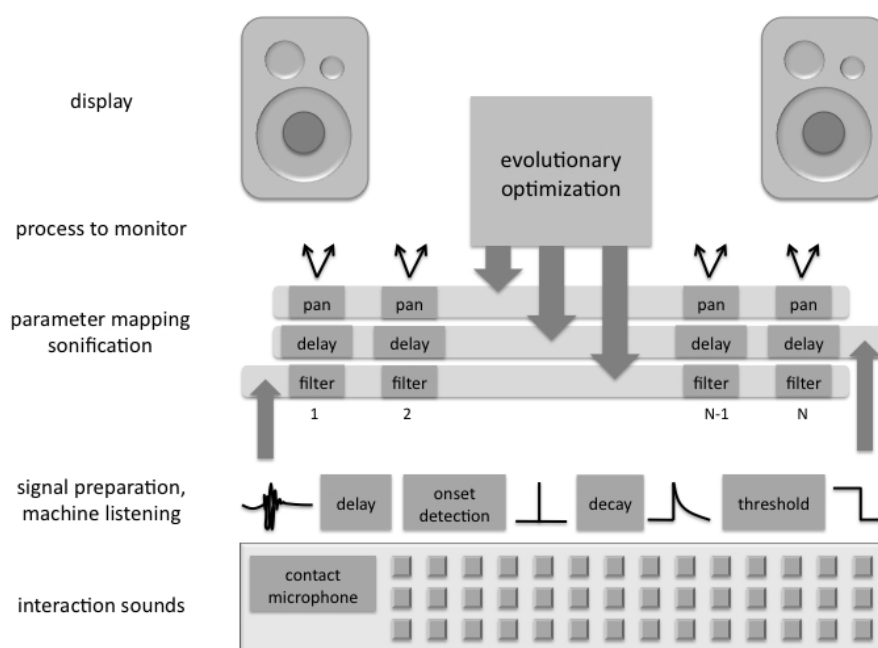 display
evolutionary
optimization
process to monitor
parameter mapping
sonification
pan
pan
pan
pan
delay
delay
delay
delay
filter
filter
filter
filter
1
2
N-1
N
signal preparation,
machine listening
delay
onset
detection
decay
threshold
interaction sounds
contact
microphone